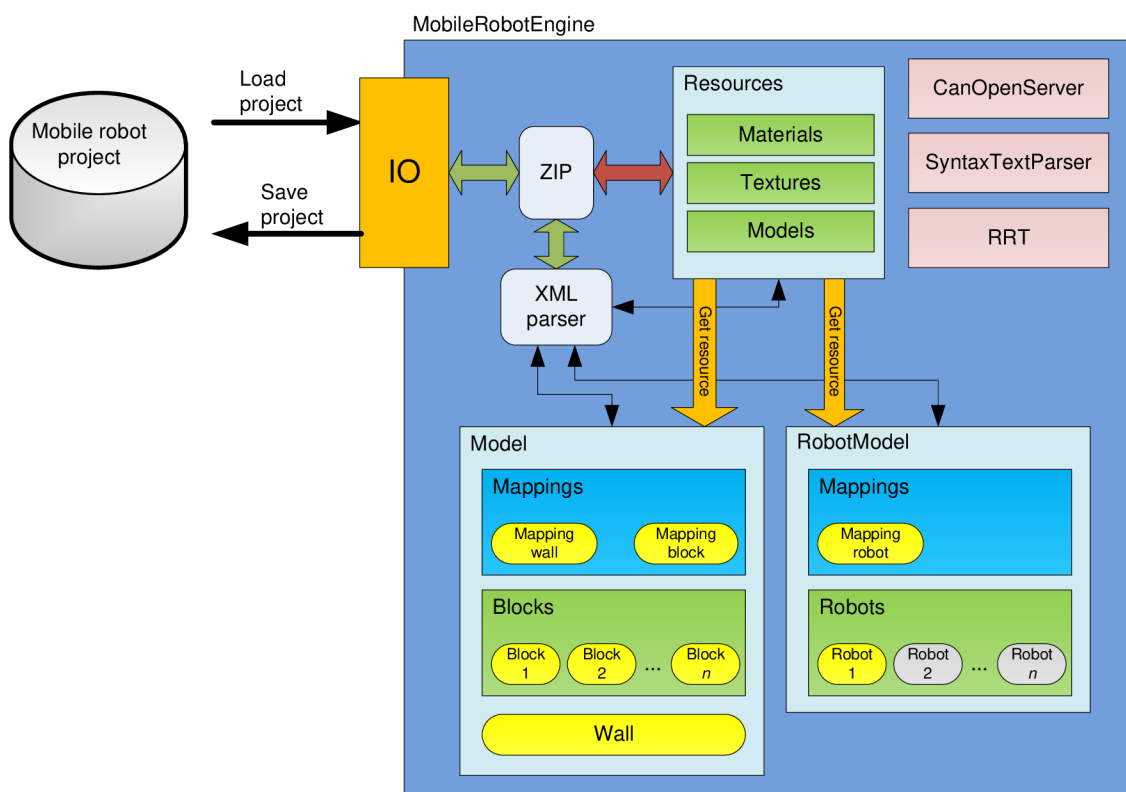 MobileRobotEngine
Load
project
Mobile robot
project
Save
project
IO
ZIP
XML
parser
Resources
Materials
Textures
Models
CanOpenServer
SyntaxTextParser
RRT
Get resource
Get resource
Model
Mappings
Mapping
wall
Mapping
block
Blocks
Block
1
Block
2
...
Block
n
Wall
RobotModel
Mappings
Mapping
robot
Robots
Robot
1
Robot
2
...
Robot
n